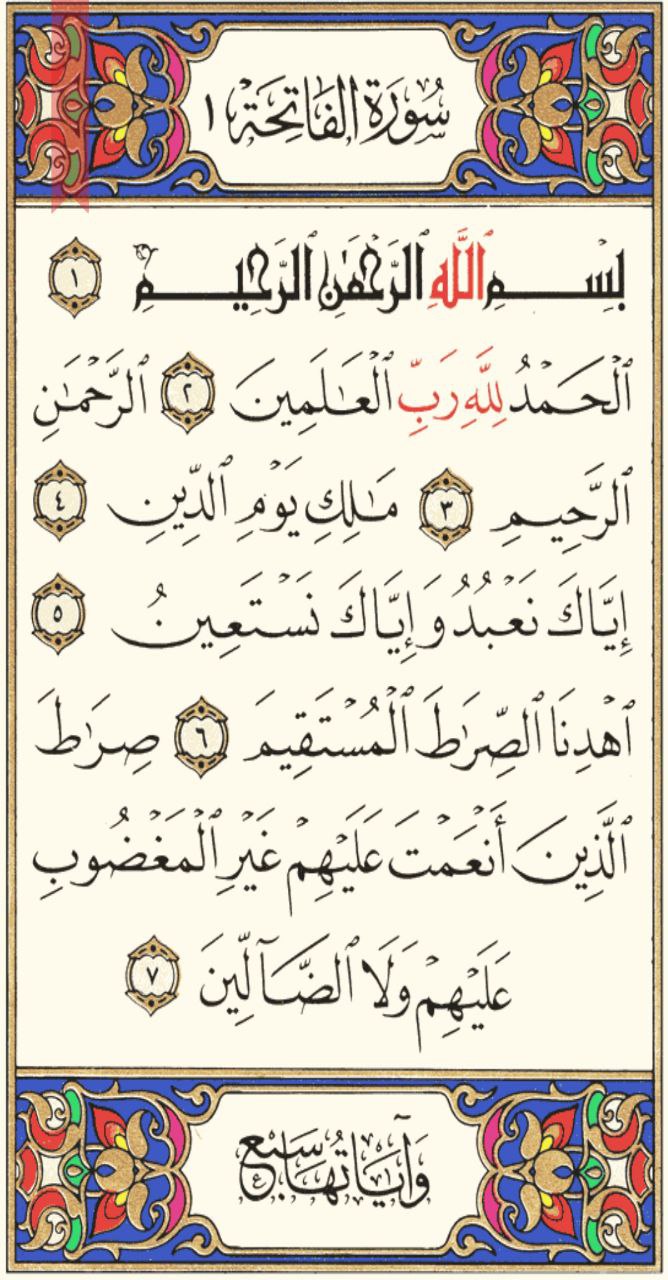 سُورَةُ الْفَاتِحَةِ ١
بِسْمِ ٱللَّهِ ٱلرَّحْمَٰنِ ٱلرَّحِيمِ ١
ٱلْحَمْدُ لِلَّهِ رَبِّ ٱلْعَٰلَمِينَ ٢ ٱلرَّحْمَٰنِ
ٱلرَّحِيمِ ٣ مَٰلِكِ يَوْمِ ٱلدِّينِ ٤
إِيَّاكَ نَعْبُدُ وَإِيَّاكَ نَسْتَعِينُ ٥
ٱهْدِنَا ٱلصِّرَٰطَ ٱلْمُسْتَقِيمَ ٦ صِرَٰطَ
ٱلَّذِينَ أَنْعَمْتَ عَلَيْهِمْ غَيْرِ ٱلْمَغْضُوبِ
عَلَيْهِمْ وَلَا ٱلضَّآلِّينَ ٧
وَآيَاتُهَا سَبْعٌ